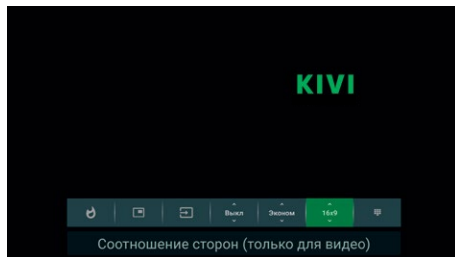 KIVI
Выкл
Эконом
16x9
Соотношение сторон (только для видео)